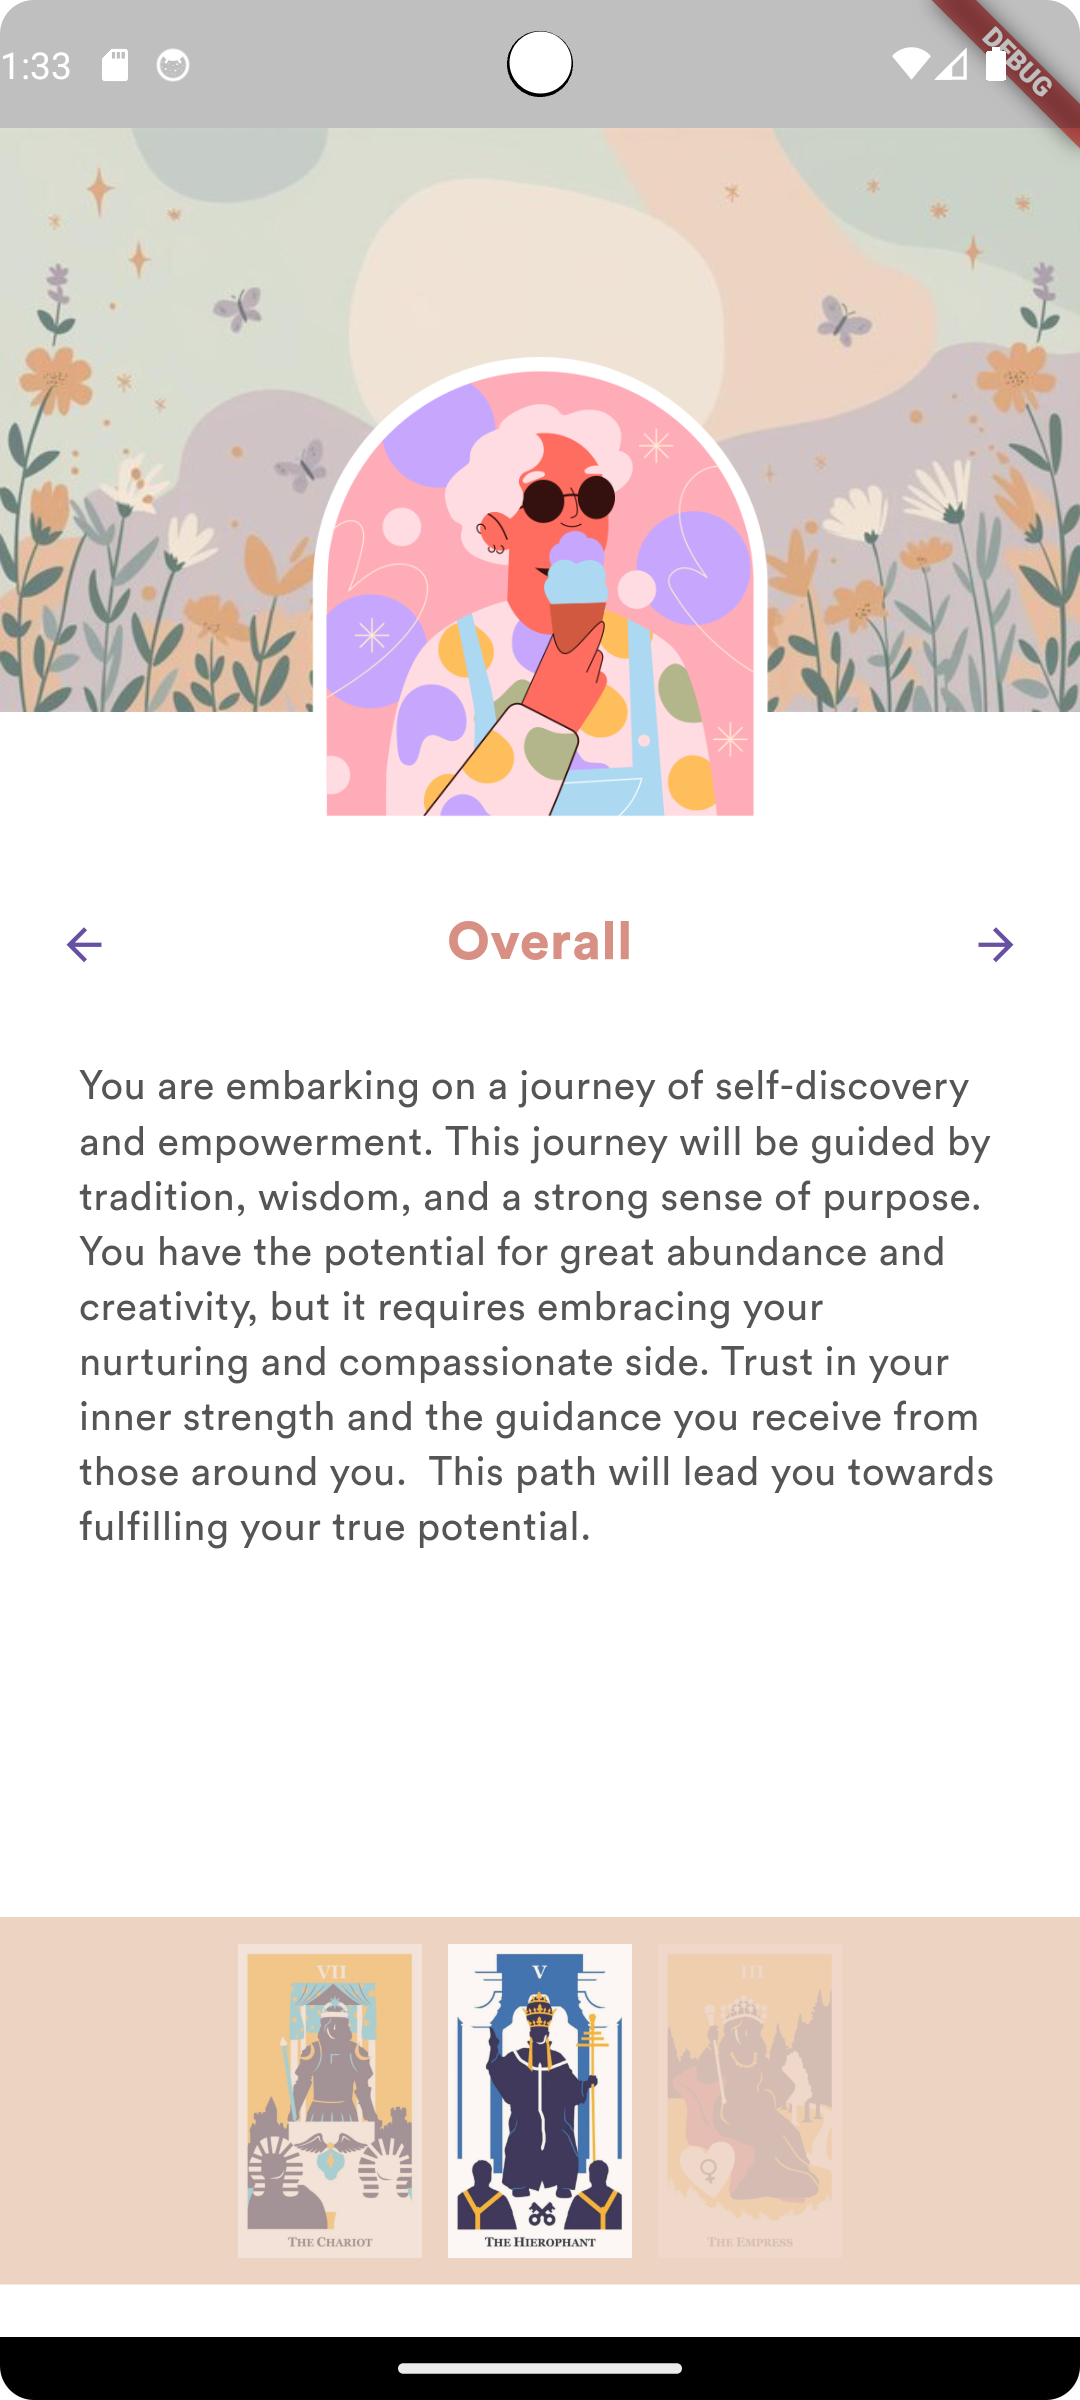 1:33
DEBUG
Overall
You are embarking on a journey of self-discovery
and empowerment. This journey will be guided by
tradition, wisdom, and a strong sense of purpose.
You have the potential for great abundance and
creativity, but it requires embracing your
nurturing and compassionate side. Trust in your
inner strength and the guidance you receive from
those around you.  This path will lead you towards
fulfilling your true potential.
VII
V
III
THE CHARIOT
THE HIEROPHANT
THE EMPRESS